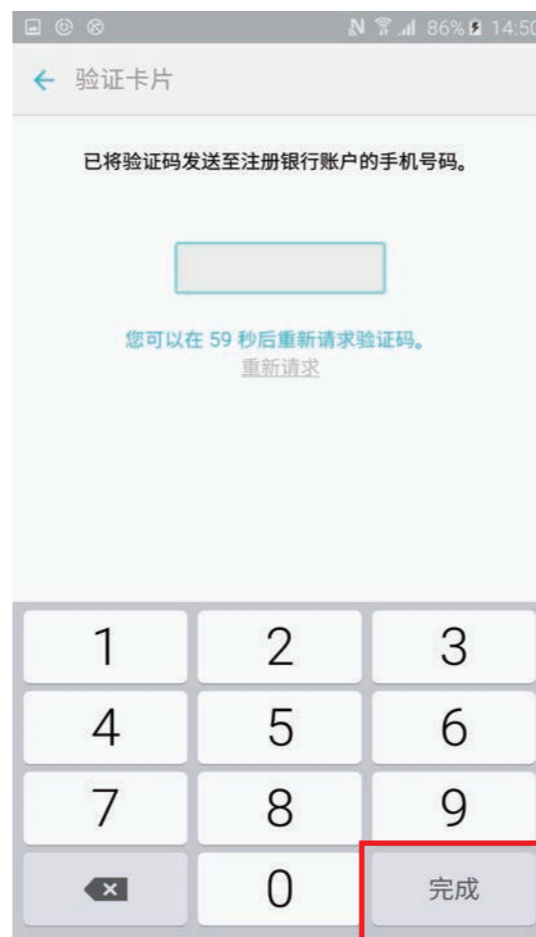 86% 14:50
验证卡片
已将验证码发送至注册银行账户的手机号码。
您可以在 59 秒后重新请求验证码。
重新请求
1 2 3
4 5 6
7 8 9
0 完成